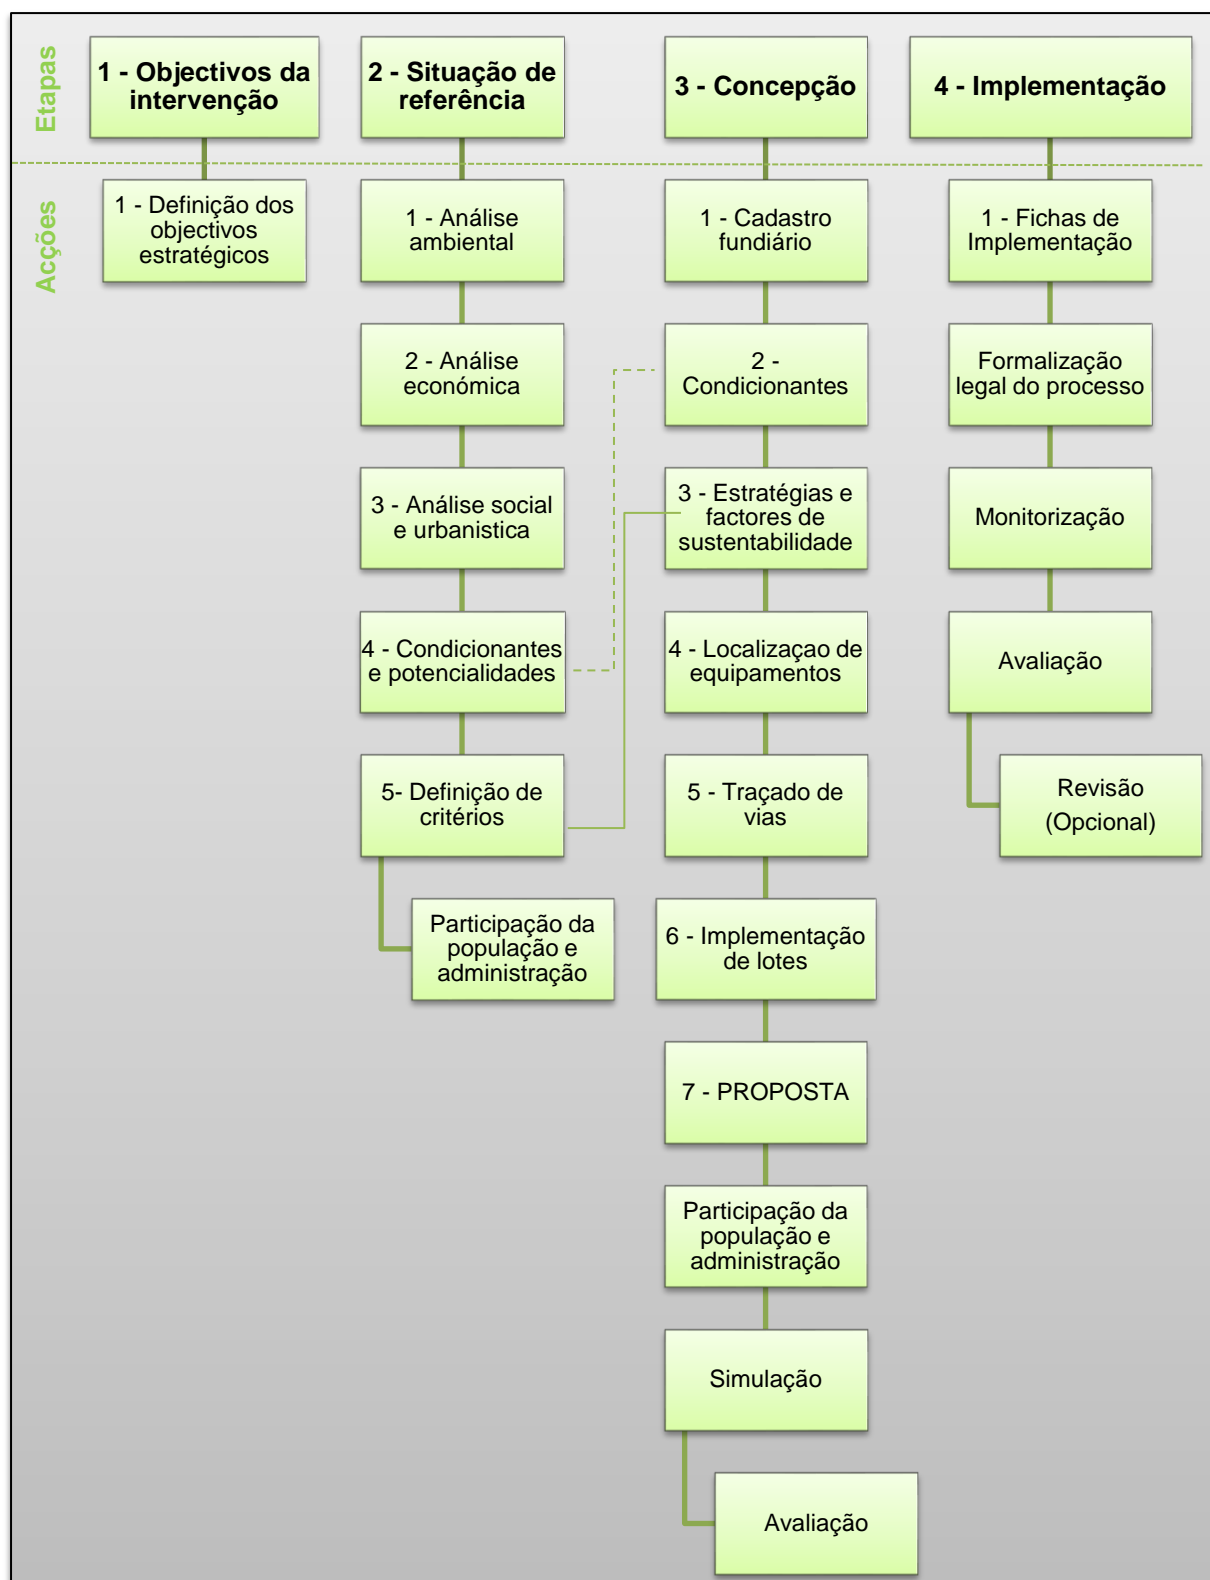 Etapas
1 - Objectivos da
intervenção
2 - Situação de
referência
3 - Concepção
4 - Implementação
Acções
1 - Definição dos
objectivos
estratégicos
1 - Análise
ambiental
2 - Análise
económica
3 - Análise social
e urbanistica
4 - Condicionantes
e potencialidades
5- Definição de
critérios
Participação da
população e
administração
1 - Cadastro
fundiário
2 -
Condicionantes
3 - Estratégias e
factores de
sustentabilidade
4 - Localizaçao de
equipamentos
5 - Traçado de
vias
6 - Implementação
de lotes
7 - PROPOSTA
Participação da
população e
administração
Simulação
Avaliação
1 - Fichas de
Implementação
Formalização
legal do processo
Monitorização
Avaliação
Revisão
(Opcional)